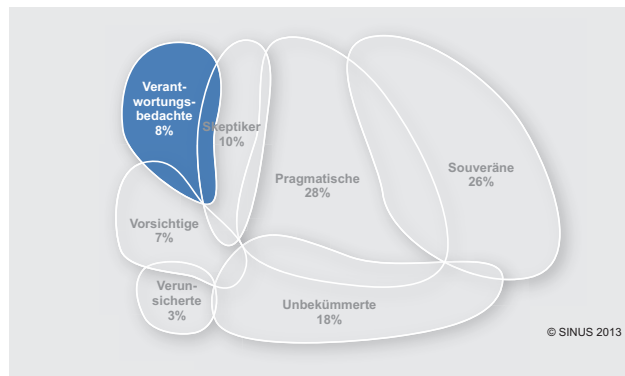 Verant-
wortungs-
bedachte
8%
Skeptiker
10%
Pragmatische
28%
Souveräne
26%
Vorsichtige
7%
Verun-
sicherte
3%
Unbekümmerte
18%
© SINUS 2013